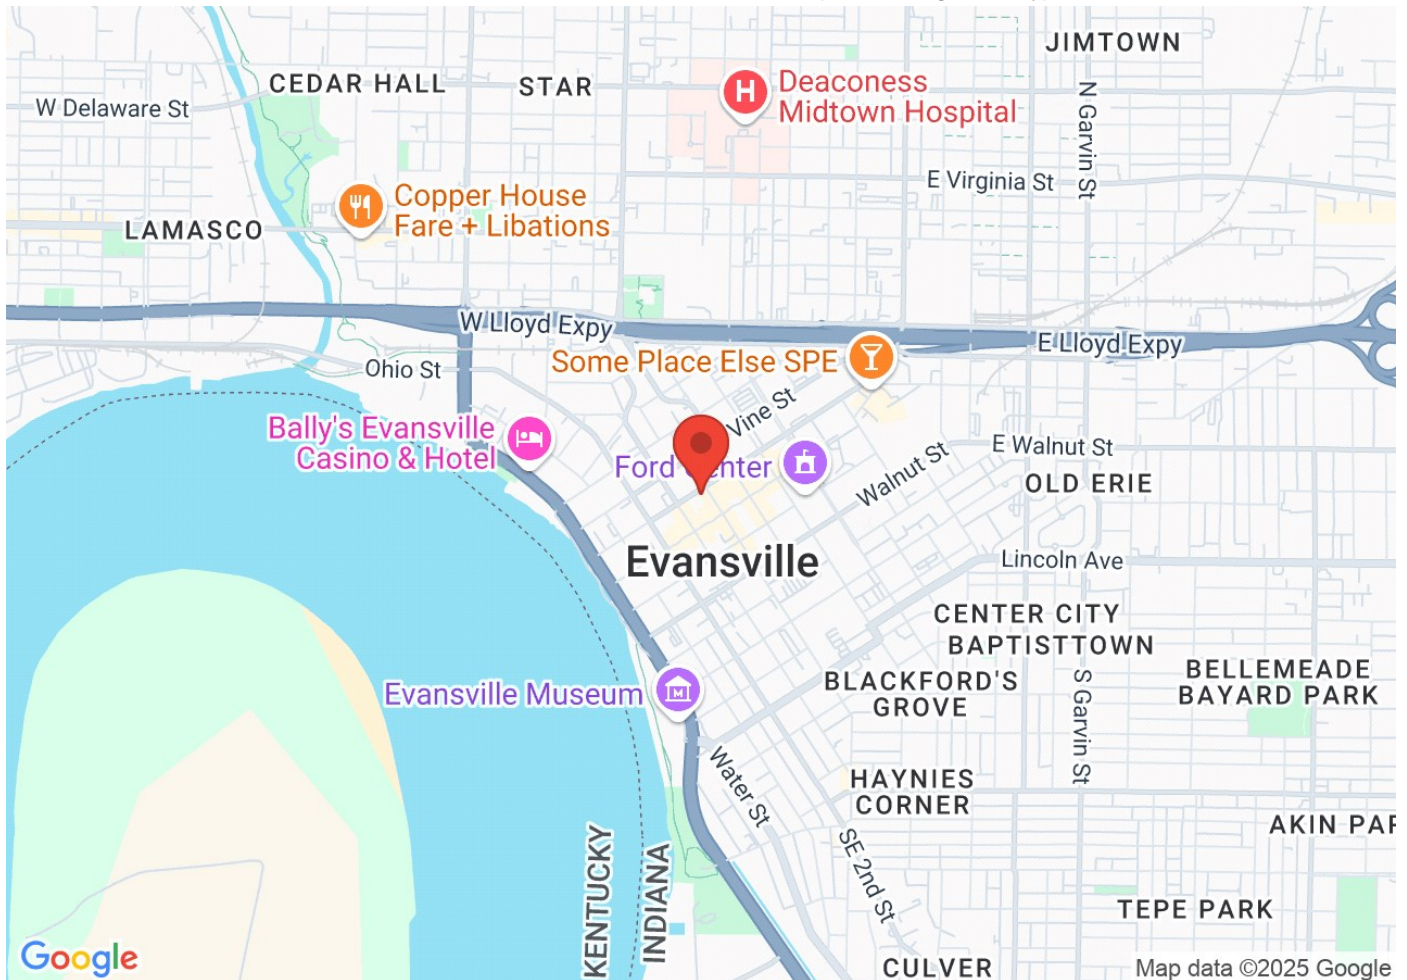 JIMTOWN
CEDAR HALL
STAR
Deaconess
Midtown Hospital
W Delaware St
N Garvin St
E Virginia St
Copper House
Fare + Libations
LAMASCO
W Lloyd Expy
E Lloyd Expy
Ohio St
Some Place Else SPE
Vine St
Bally's Evansville
Casino & Hotel
Ford Center
Walnut St
E Walnut St
OLD ERIE
Evansville
Lincoln Ave
CENTER CITY
BAPTISTTOWN
BLACKFORD'S
GROVE
BELLEMEADE
BAYARD PARK
Evansville Museum
S Garvin St
Water St
HAYNIES
CORNER
AKIN PAR
KENTUCKY
INDIANA
SE 2nd St
TEPE PARK
CULVER
Google
Map data ©2025 Google